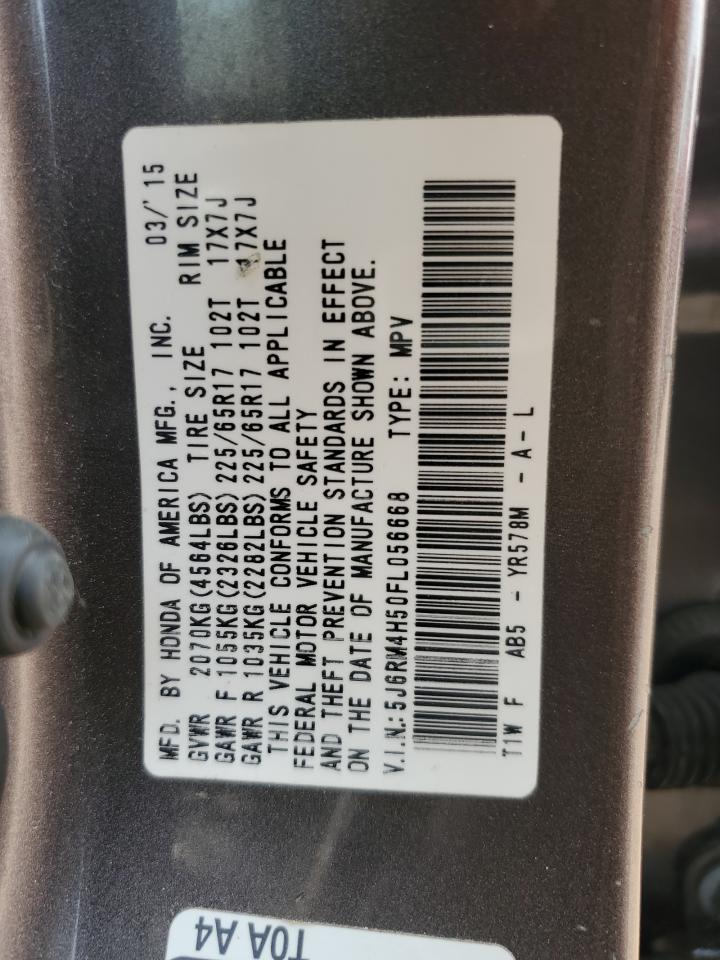 MFD. BY HONDA OF AMERICA MFG., INC. 03/'15
GVWR 2070KG(4564LBS) TIRE SIZE RIM SIZE
GAWR F 1055KG(2326LBS) 225/65R17 102T 17X7J
GAWR R 1035KG(2282LBS) 225/65R17 102T 17X7J
THIS VEHICLE CONFORMS TO ALL APPLICABLE
FEDERAL MOTOR VEHICLE SAFETY
AND THEFT PREVENTION STANDARDS IN EFFECT
ON THE DATE OF MANUFACTURE SHOWN ABOVE.
V.I.N.:5J6RM4H50FL056668 TYPE: MPV
T1W F AB5 - YR578M - A - L
T0A A4